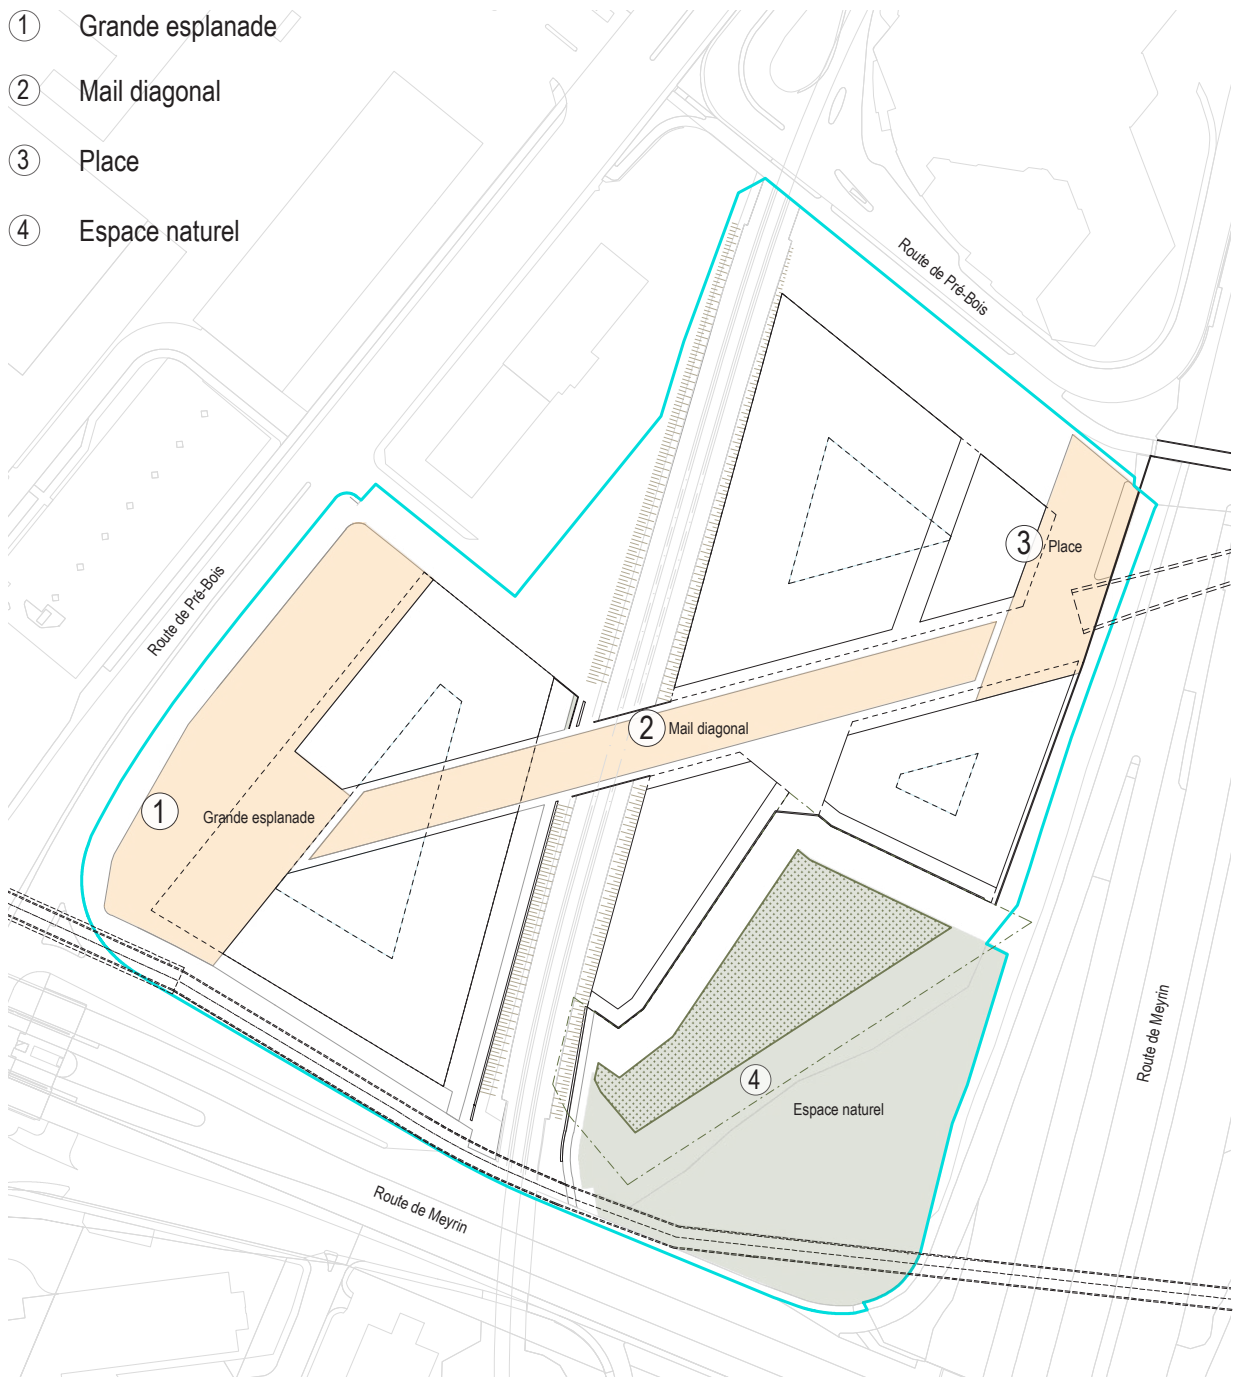 1 Grande esplanade
2 Mail diagonal
3 Place
4 Espace naturel
Route de Pré-Bois
3 Place
Route de Pré-Bois
2 Mail diagonal
1
Grande esplanade
Route de Meyrin
4
Espace naturel
Route de Meyrin